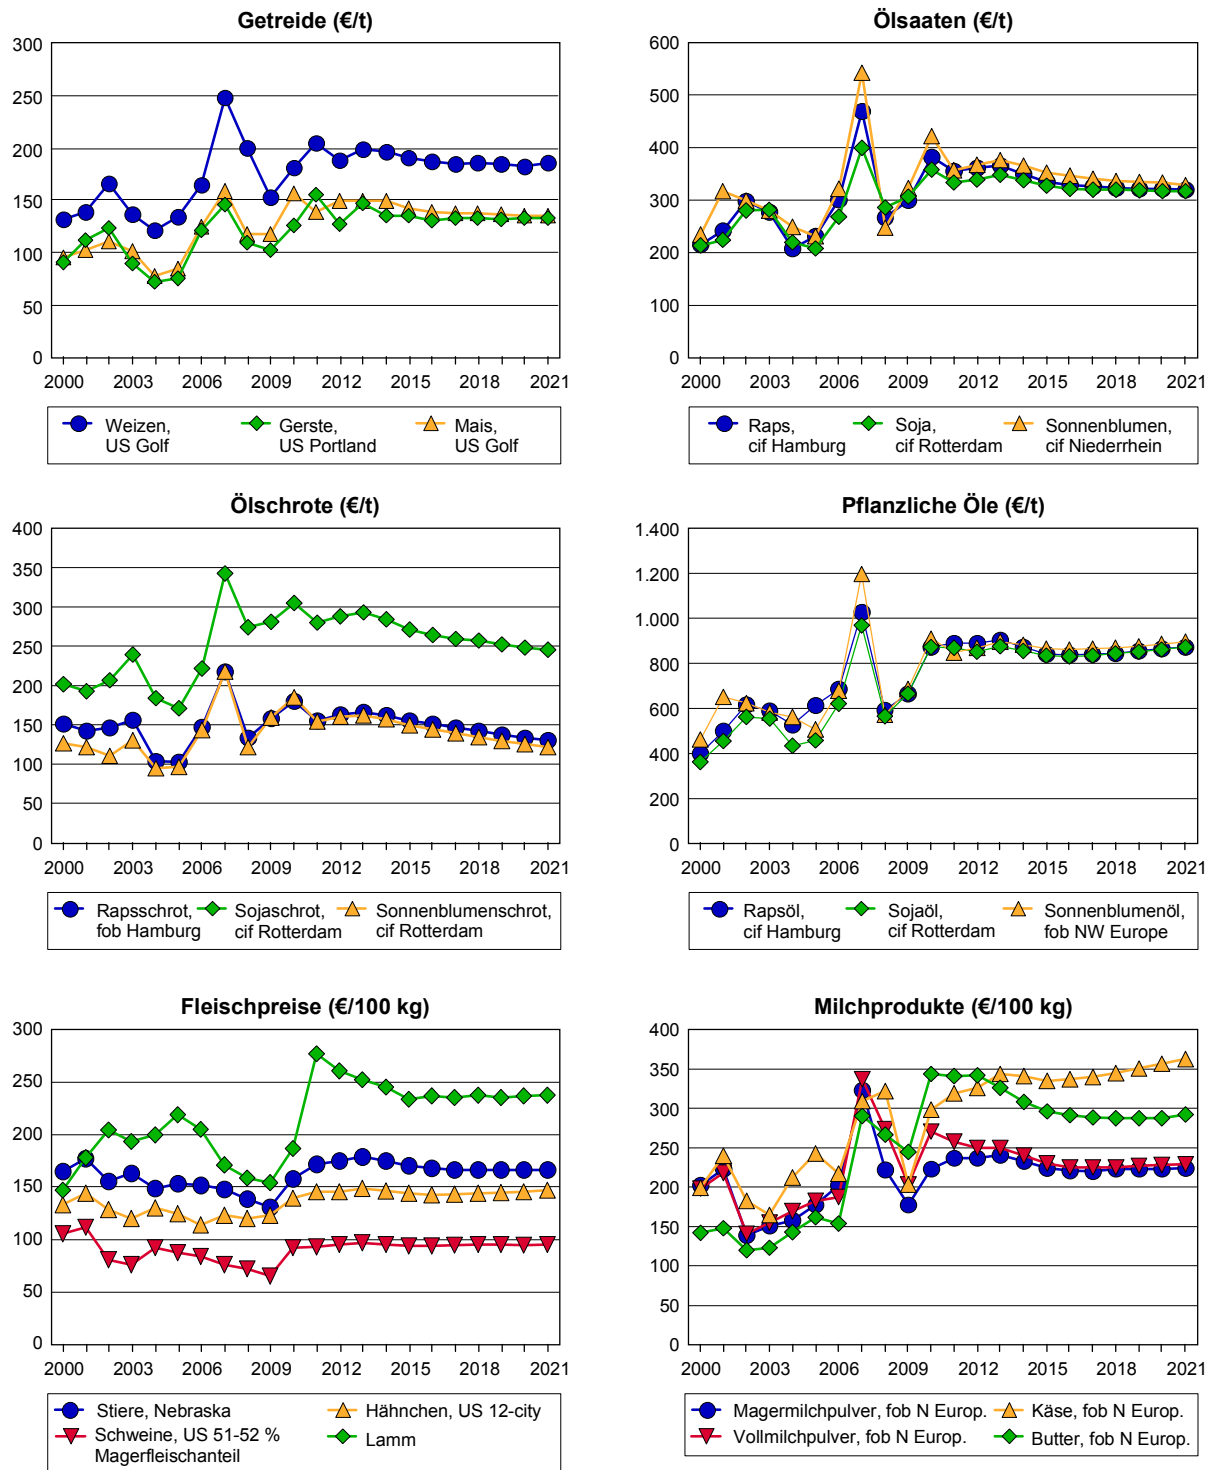 Getreide (€/t)
300
250
200
150
100
50
0
2000 2003 2006 2009 2012 2015 2018 2021
Weizen,
US Golf
Gerste,
US Portland
Mais,
US Golf
Ölsaaten (€/t)
600
500
400
300
200
100
0
2000 2003 2006 2009 2012 2015 2018 2021
Raps,
cif Hamburg
Soja,
cif Rotterdam
Sonnenblumen,
cif Niederrhein
Ölschrote (€/t)
400
350
300
250
200
150
100
50
0
2000 2003 2006 2009 2012 2015 2018 2021
Rapsschrot,
fob Hamburg
Sojaschrot,
cif Rotterdam
Sonnenblumenschrot,
cif Rotterdam
Pflanzliche Öle (€/t)
1.400
1.200
1.000
800
600
400
200
0
2000 2003 2006 2009 2012 2015 2018 2021
Rapsöl,
cif Hamburg
Sojaöl,
cif Rotterdam
Sonnenblumenöl,
fob NW Europe
Fleischpreise (€/100 kg)
300
250
200
150
100
50
0
2000 2003 2006 2009 2012 2015 2018 2021
Stiere, Nebraska
Hähnchen, US 12-city
Schweine, US 51-52 %
Magerfleischanteil
Lamm
Milchprodukte (€/100 kg)
400
350
300
250
200
150
100
50
0
2000 2003 2006 2009 2012 2015 2018 2021
Magermilchpulver, fob N Europ.
Käse, fob N Europ.
Vollmilchpulver, fob N Europ.
Butter, fob N Europ.